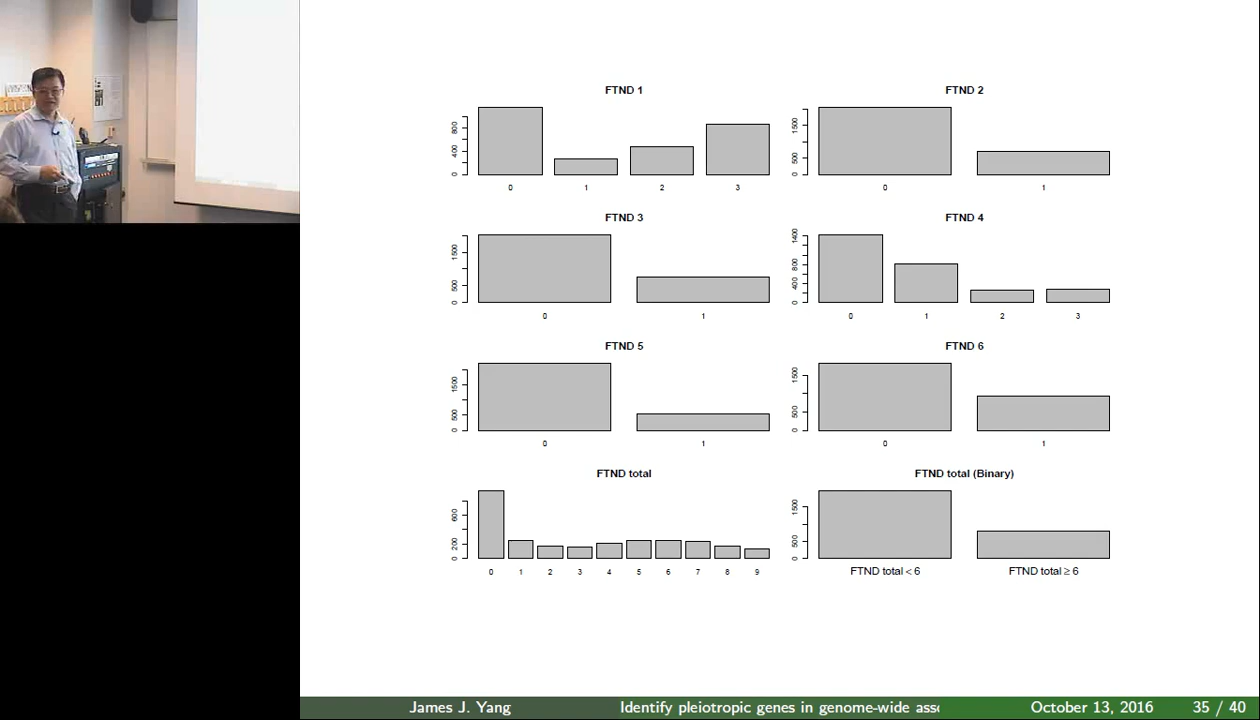 FTND 1
800
400
0
0 1 2 3
FTND 2
1500
500
0
0 1
FTND 3
1500
500
0
0 1
FTND 4
1400
800
400
0
0 1 2 3
FTND 5
1500
500
0
0 1
FTND 6
1500
500
0
0 1
FTND total
600
200
0
0 1 2 3 4 5 6 7 8 9
FTND total (Binary)
1500
500
0
FTND total < 6 FTND total ≥ 6
James J. Yang Identify pleiotropic genes in genome-wide asso October 13, 2016 35 / 40